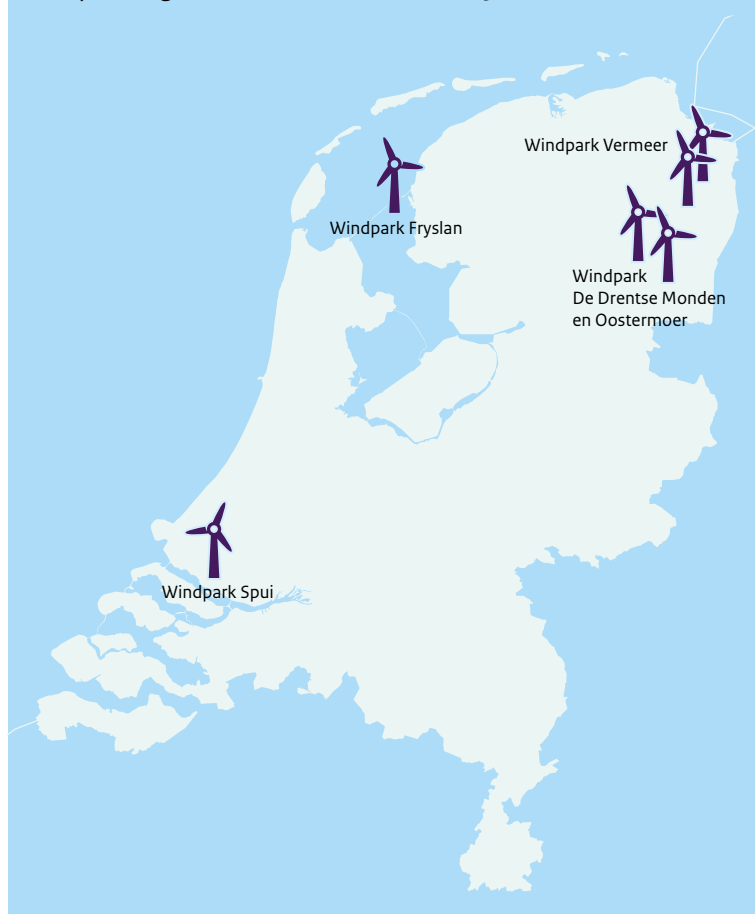 Windpark Vermeer
Windpark Fryslan
Windpark
De Drentse Monden
en Oostermoer
Windpark Spui